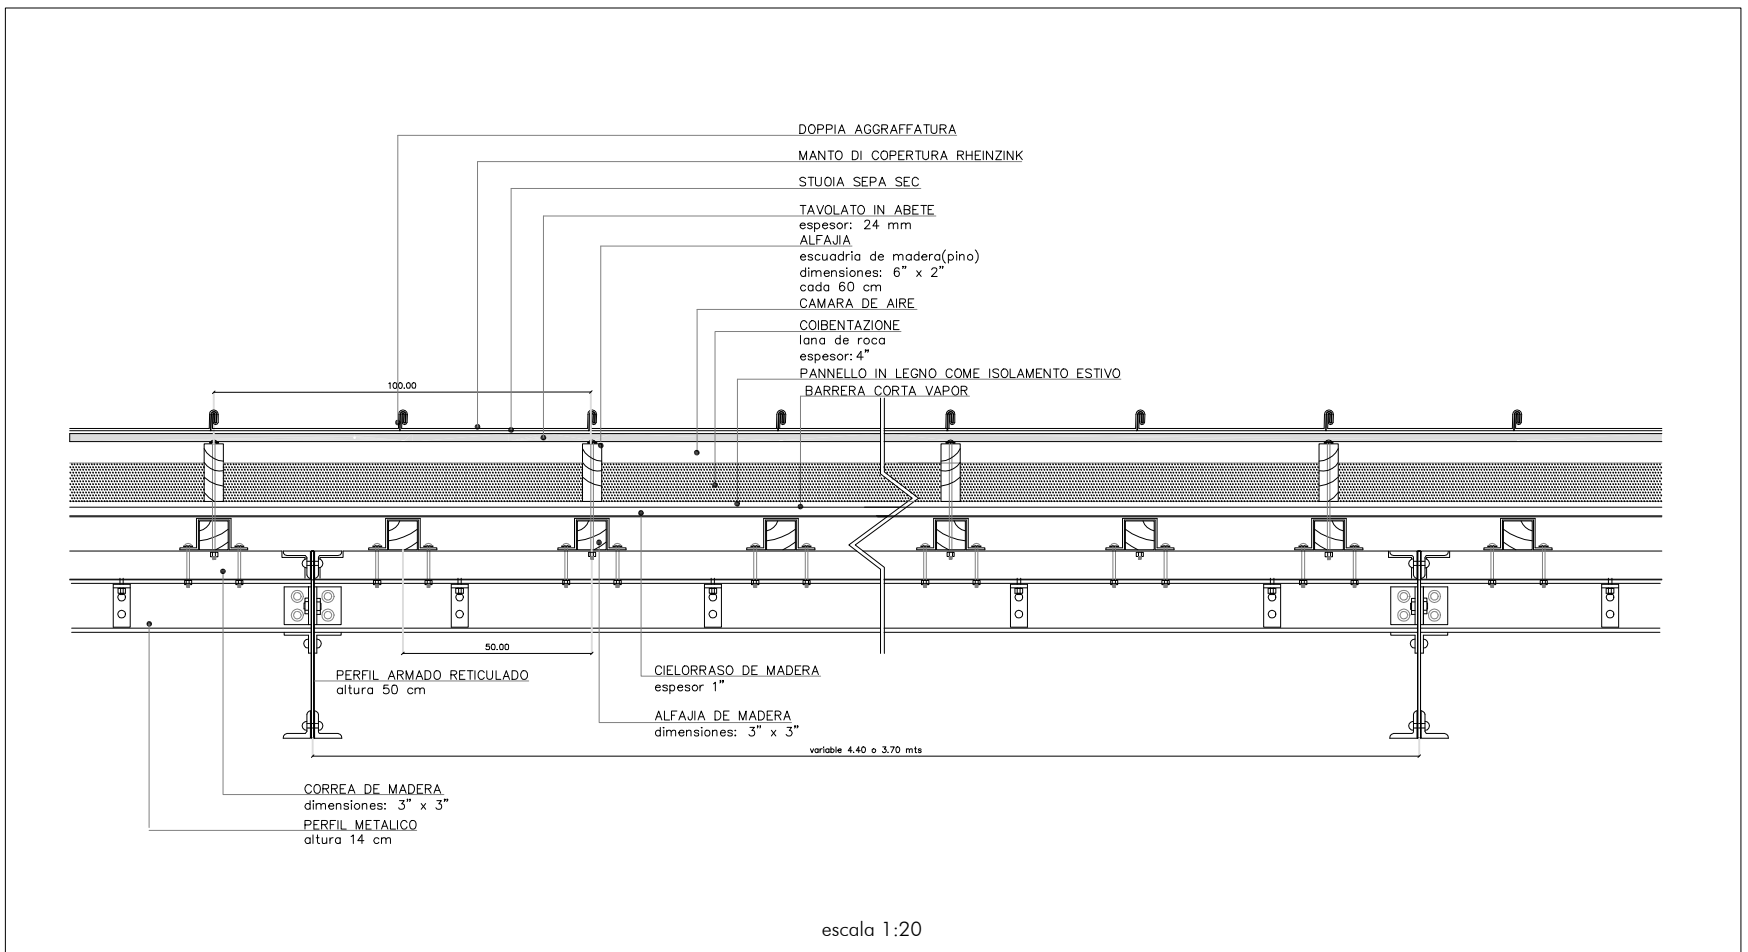 DOPPIA AGGRAFFATURA
MANTO DI COPERTURA RHEINZINK
STUOIA SEPA SEC
TAVOLATO IN ABETE
espesor: 24 mm
ALFAJIA
escuadria de madera(pino)
dimensiones: 6" x 2"
cada 60 cm
CAMARA DE AIRE
COIBENTAZIONE
lana de roca
espesor: 4"
PANNELLO IN LEGNO COME ISOLAMENTO ESTIVO
BARRERA CORTA VAPOR
100.00
50.00
PERFIL ARMADO RETICULADO
altura 50 cm
CIELORRASO DE MADERA
espesor 1"
ALFAJIA DE MADERA
dimensiones: 3" x 3"
variable 4.40 o 3.70 mts
CORREA DE MADERA
dimensiones: 3" x 3"
PERFIL METALICO
altura 14 cm
escala 1:20